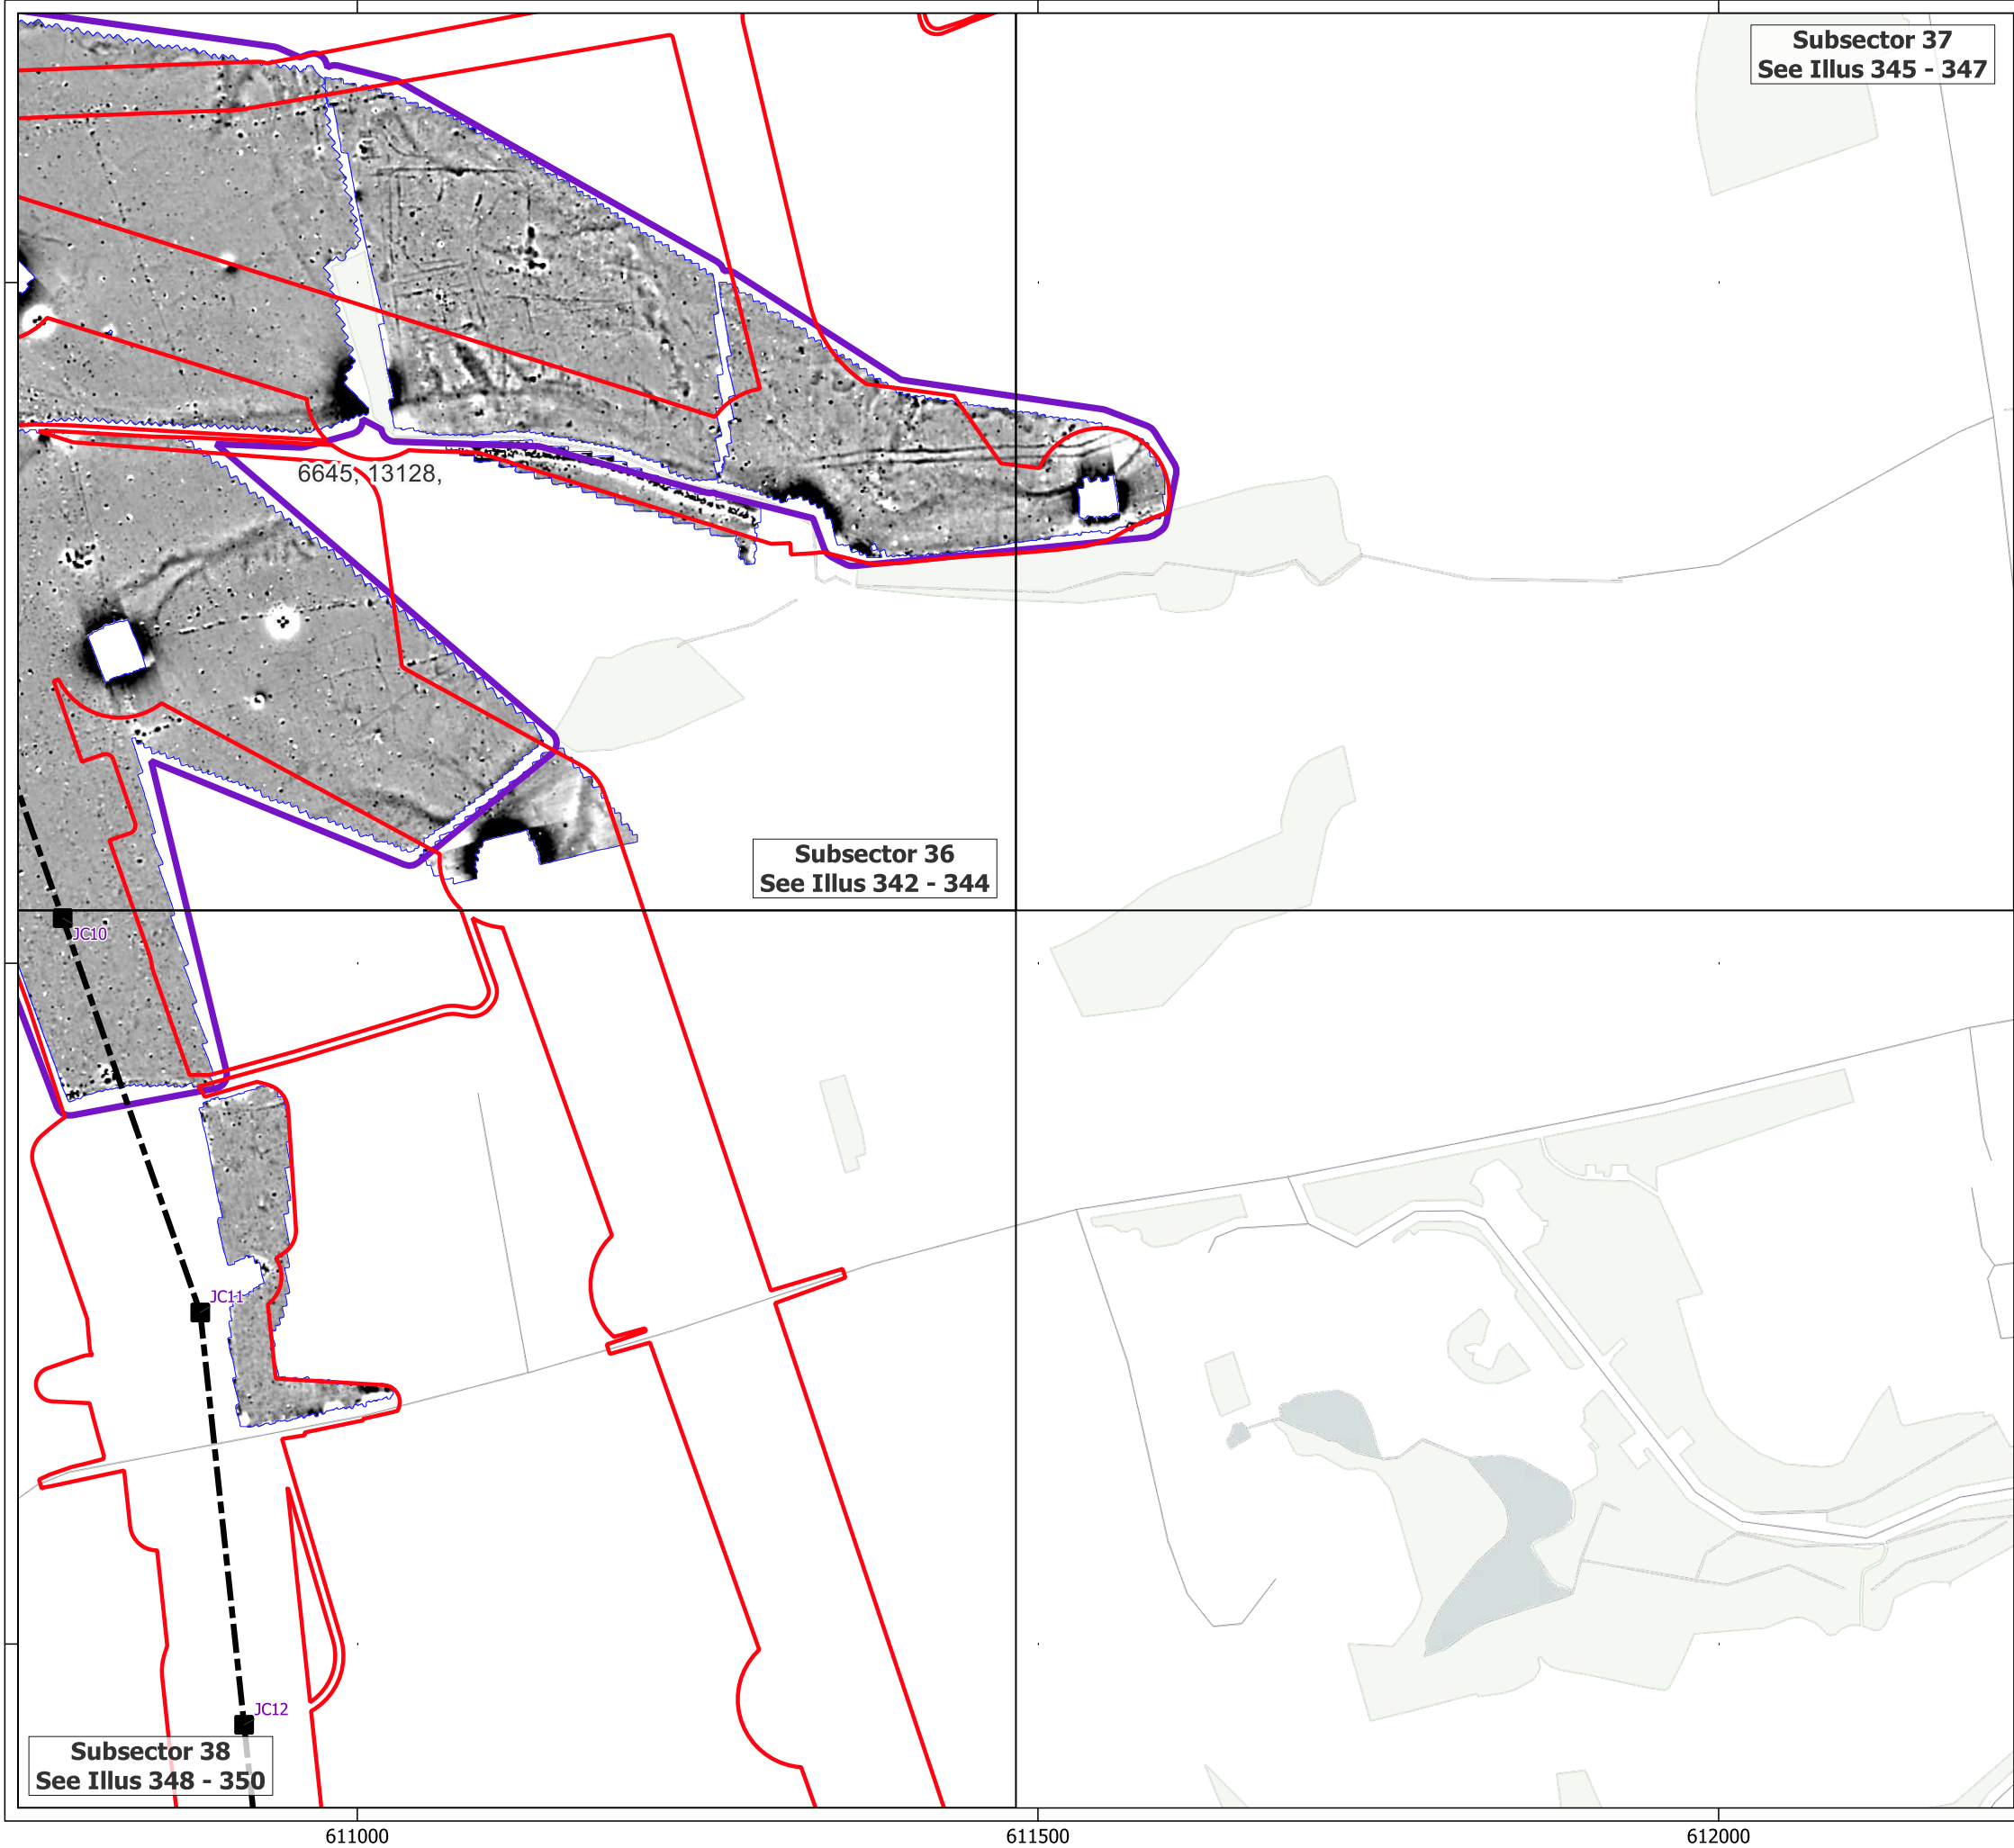 Subsector 37
See Illus 345 - 347
6645, 13128,
Subsector 36
See Illus 342 - 344
JC10
JC11
JC12
Subsector 38
See Illus 348 - 350
611000
611500
612000